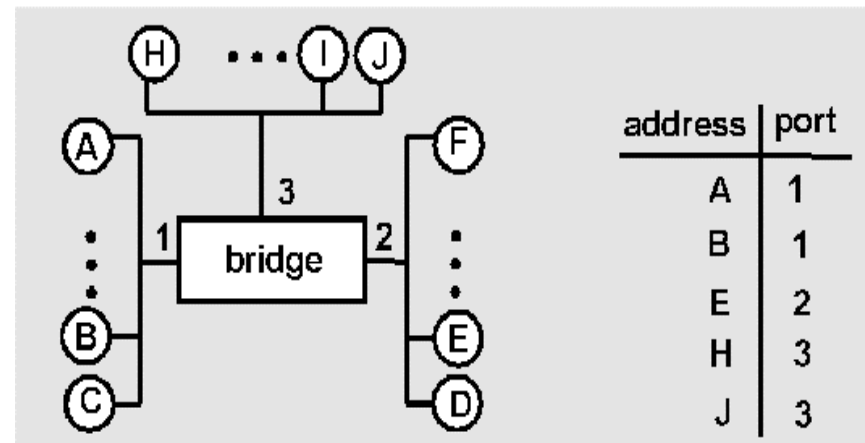 H ... I J
A
F
3
1 bridge 2
B
E
C
D
address port
A 1
B 1
E 2
H 3
J 3